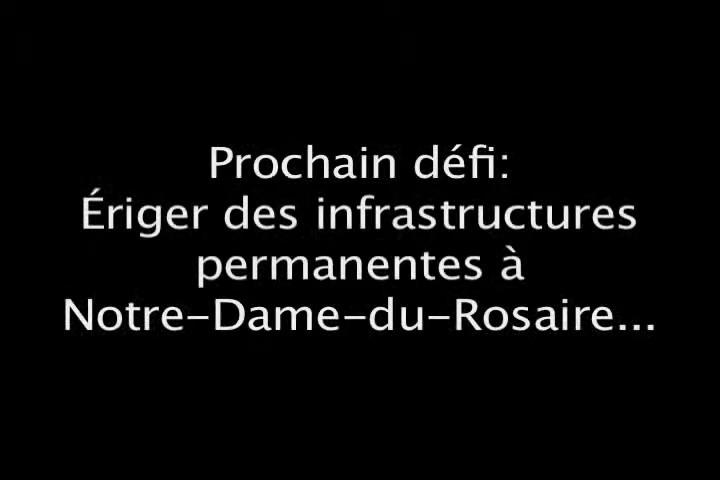 Prochain défi:
Ériger des infrastructures
permanentes à
Notre-Dame-du-Rosaire...